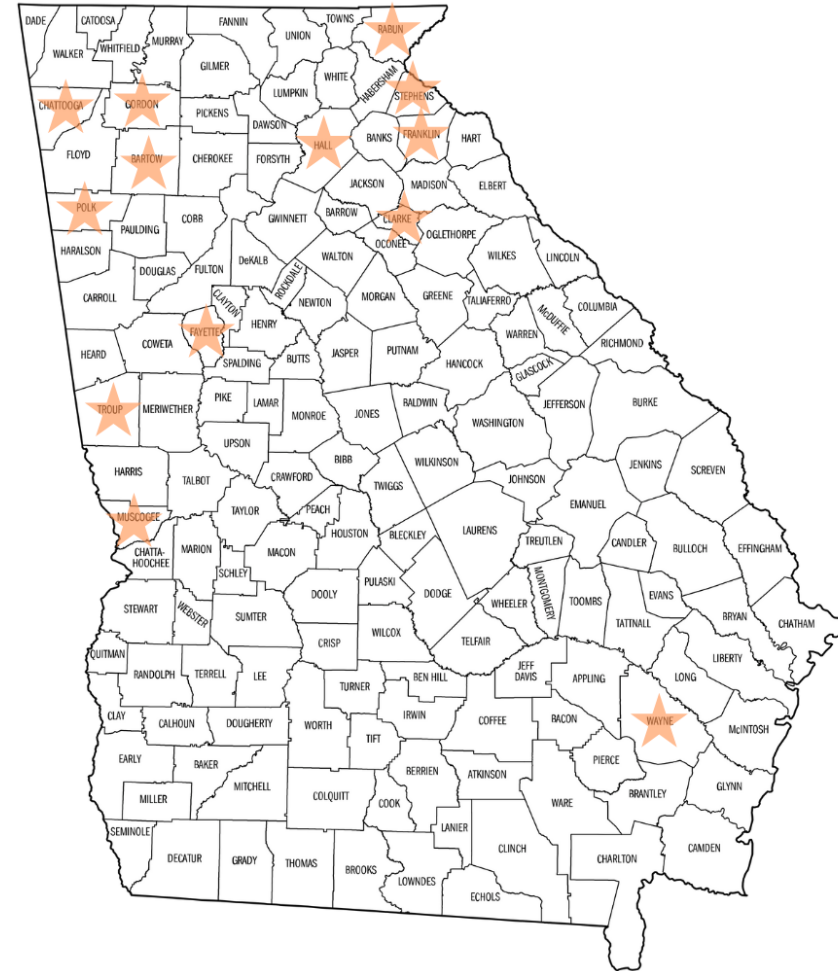 DADE
CATOOSA
FANNIN
TOWNS
RABUN
WALKER
WHITFIELD
MURRAY
UNION
GILMER
WHITE
HABERSHAM
STEPHENS
LUMPKIN
CHATTOOGA
GORDON
PICKENS
DAWSON
HALL
BANKS
FRANKLIN
HART
FLOYD
BARTOW
CHEROKEE
FORSYTH
JACKSON
MADISON
ELBERT
POLK
PAULDING
COBB
GWINNETT
BARROW
CLARKE
OCONEE
OGLETHORPE
WILKES
LINCOLN
HARALSON
DOUGLAS
FULTON
DeKALB
ROCKDALE
WALTON
CARROLL
CLAYTON
NEWTON
MORGAN
GREENE
TALIAFERRO
McDUFFIE
COLUMBIA
HEARD
COWETA
FAYETTE
HENRY
SPALDING
BUTTS
JASPER
PUTNAM
HANCOCK
WARREN
GLASCOCK
RICHMOND
TROUP
MERIWETHER
PIKE
LAMAR
MONROE
JONES
BALDWIN
WASHINGTON
JEFFERSON
BURKE
UPSON
HARRIS
TALBOT
CRAWFORD
BIBB
TWIGGS
WILKINSON
JOHNSON
JENKINS
SCREVEN
EMANUEL
MUSCOGEE
TAYLOR
PEACH
HOUSTON
BLECKLEY
LAURENS
TREUTLEN
CANDLER
BULLOCH
EFFINGHAM
CHATTA-
HOOCHEE
MARION
SCHLEY
MACON
DOOLY
PULASKI
DODGE
WHEELER
MONTGOMERY
TOOMBS
EVANS
TATTNALL
BRYAN
CHATHAM
STEWART
WEBSTER
SUMTER
CRISP
WILCOX
TELFAIR
LIBERTY
QUITMAN
RANDOLPH
TERRELL
LEE
TURNER
BEN HILL
JEFF
DAVIS
APPLING
LONG
CLAY
CALHOUN
DOUGHERTY
WORTH
TIFT
IRWIN
COFFEE
BACON
WAYNE
McINTOSH
EARLY
BAKER
MITCHELL
BERRIEN
ATKINSON
PIERCE
BRANTLEY
GLYNN
MILLER
COLQUITT
COOK
WARE
SEMINOLE
DECATUR
GRADY
THOMAS
BROOKS
LOWNDES
LANIER
CLINCH
ECHOLS
CHARLTON
CAMDEN